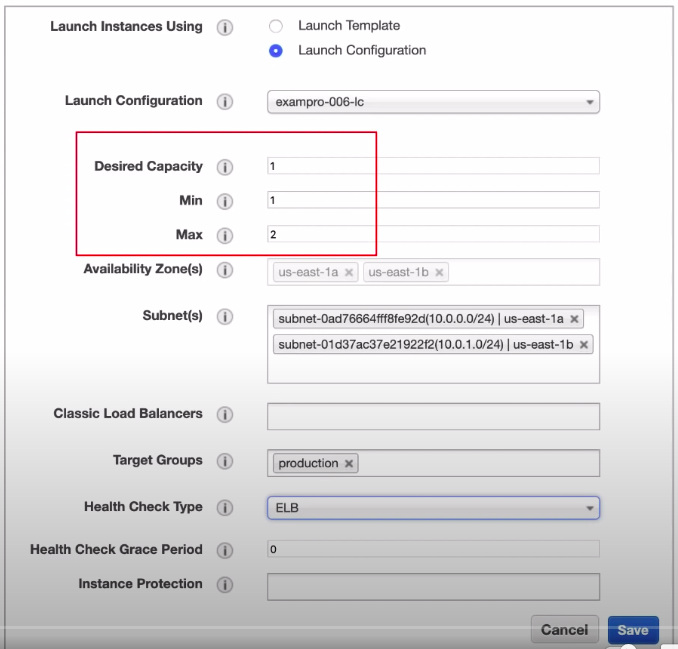 Launch Instances Using
Launch Template
Launch Configuration
Launch Configuration exampro-006-lc
Desired Capacity 1
Min 1
Max 2
Availability Zone(s) us-east-1a × us-east-1b ×
Subnet(s) subnet-0ad76664fff8fe92d(10.0.0.0/24) | us-east-1a ×
subnet-01d37ac37e21922f2(10.0.1.0/24) | us-east-1b ×
Classic Load Balancers
Target Groups production ×
Health Check Type ELB
Health Check Grace Period 0
Instance Protection
Cancel Save